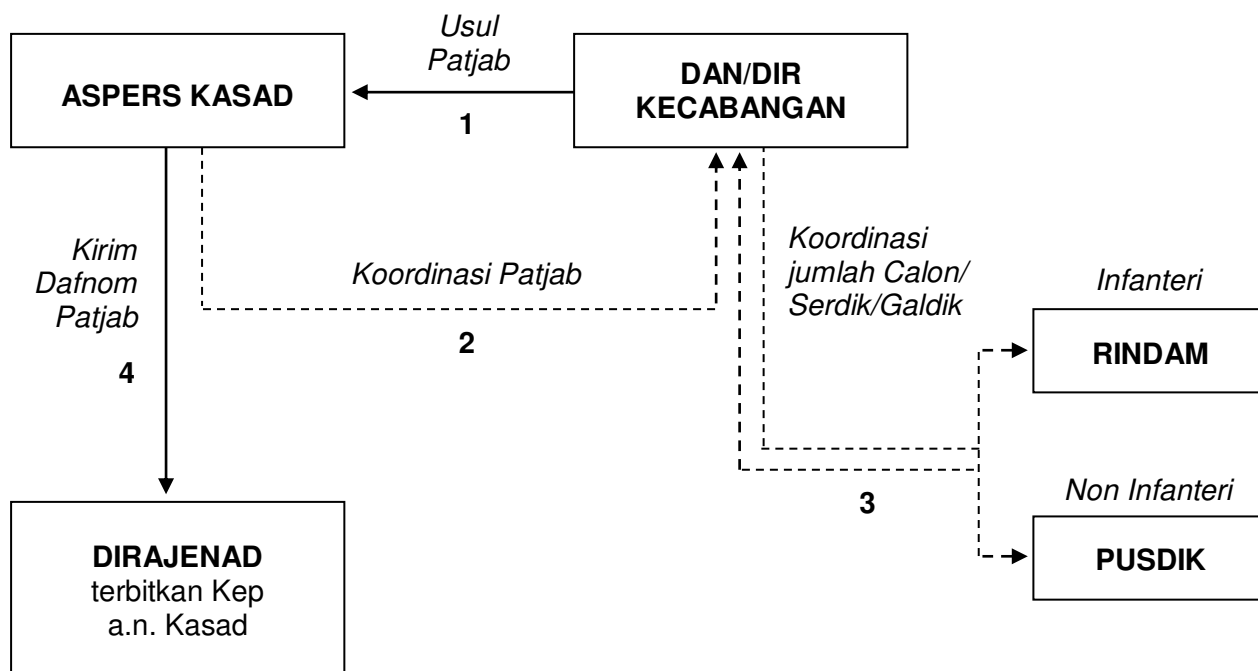 Usul
Patjab
ASPERS KASAD
DAN/DIR
KECABANGAN
1
Kirim
Dafnom
Patjab
4
Koordinasi Patjab
2
Koordinasi
jumlah Calon/
Serdik/Galdik
Infanteri
RINDAM
3
Non Infanteri
PUSDIK
DIRAJENAD
terbitkan Kep
a.n. Kasad